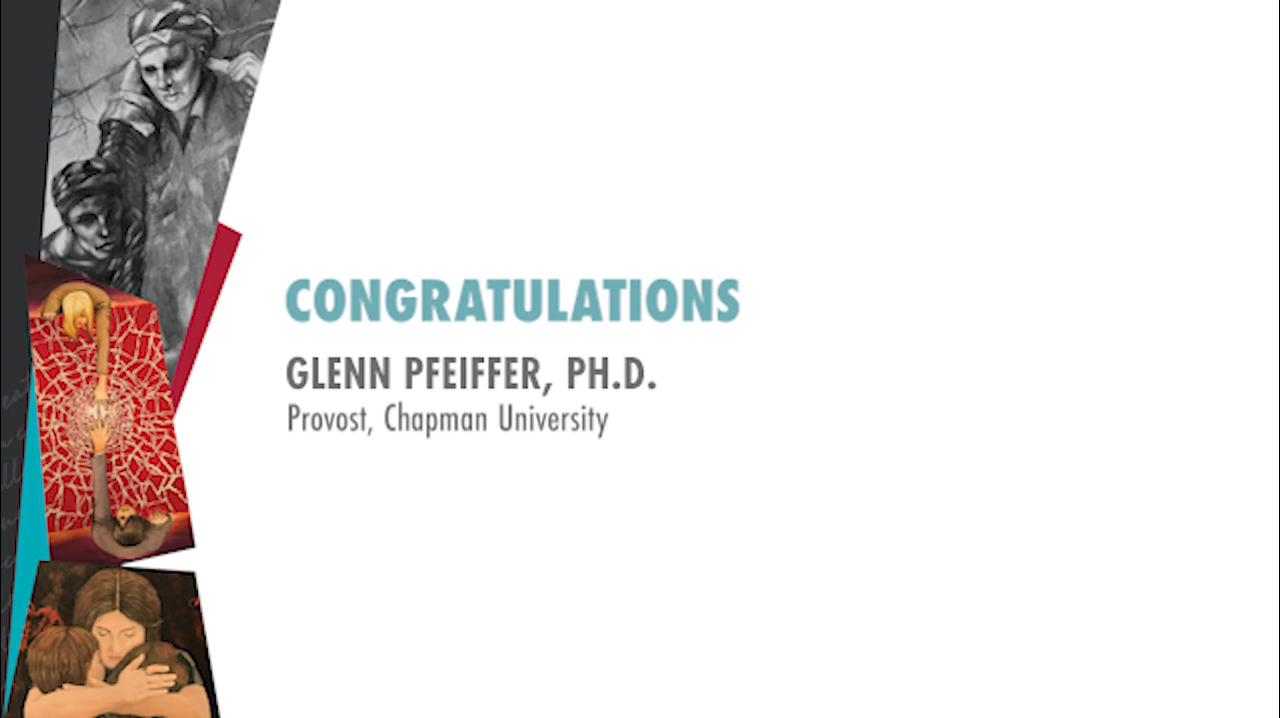 CONGRATULATIONS
GLENN PFEIFFER, PH.D.
Provost, Chapman University